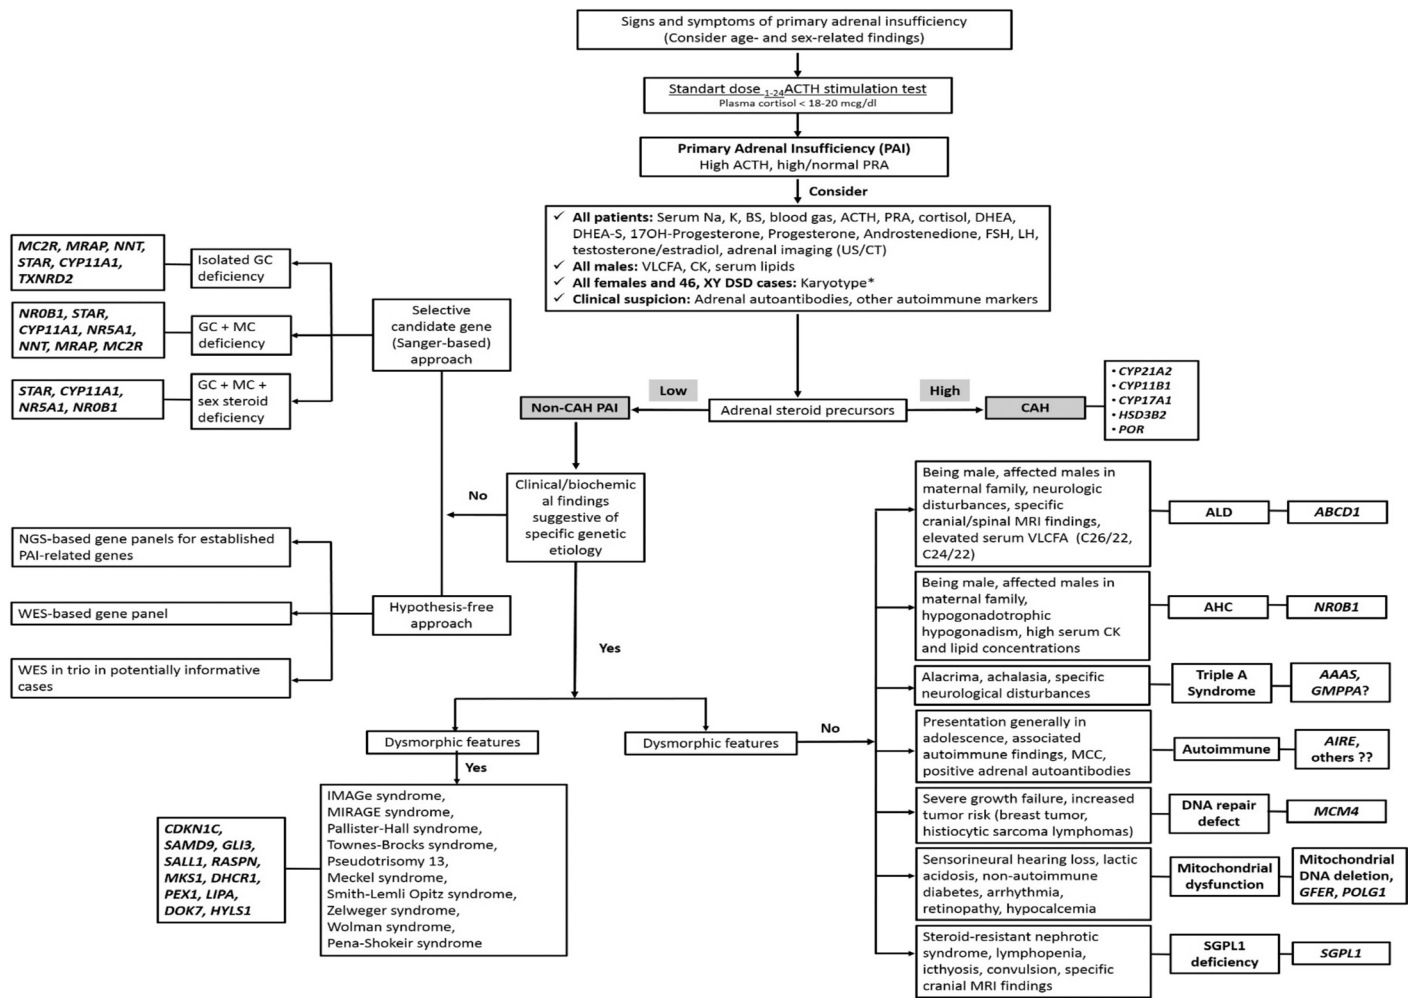 Signs and symptoms of primary adrenal insufficiency
(Consider age- and sex-related findings)
Standart dose 1-24ACTH stimulation test
Plasma cortisol < 18-20 mcg/dl
Primary Adrenal Insufficiency (PAI)
High ACTH, high/normal PRA
Consider
✓ All patients: Serum Na, K, BS, blood gas, ACTH, PRA, cortisol, DHEA,
DHEA-S, 17OH-Progesterone, Progesterone, Androstenedione, FSH, LH,
testosterone/estradiol, adrenal imaging (US/CT)
✓ All males: VLCFA, CK, serum lipids
✓ All females and 46, XY DSD cases: Karyotype*
✓ Clinical suspicion: Adrenal autoantibodies, other autoimmune markers
MC2R, MRAP, NNT,
STAR, CYP11A1,
TXNRD2
Isolated GC
deficiency
NR0B1, STAR,
CYP11A1, NR5A1,
NNT, MRAP, MC2R
GC + MC
deficiency
STAR, CYP11A1,
NR5A1, NR0B1
GC + MC +
sex steroid
deficiency
Selective
candidate gene
(Sanger-based)
approach
Low
High
Non-CAH PAI
Adrenal steroid precursors
CAH
• CYP21A2
• CYP11B1
• CYP17A1
• HSD3B2
• POR
Clinical/biochemic
al findings
suggestive of
specific genetic
etiology
No
NGS-based gene panels for established
PAI-related genes
WES-based gene panel
WES in trio in potentially informative
cases
Hypothesis-free
approach
Yes
Dysmorphic features
Yes
Dysmorphic features
No
IMAGe syndrome,
MIRAGE syndrome,
Pallister-Hall syndrome,
Townes-Brocks syndrome,
Pseudotrisomy 13,
Meckel syndrome,
Smith-Lemli Opitz syndrome,
Zelweger syndrome,
Wolman syndrome,
Pena-Shokeir syndrome
CDKN1C,
SAMD9, GLI3,
SALL1, RASPN,
MKS1, DHCR1,
PEX1, LIPA,
DOK7, HYLS1
Being male, affected males in
maternal family, neurologic
disturbances, specific
cranial/spinal MRI findings,
elevated serum VLCFA (C26/22,
C24/22)
ALD
ABCD1
Being male, affected males in
maternal family,
hypogonadotrophic
hypogonadism, high serum CK
and lipid concentrations
AHC
NR0B1
Alacrima, achalasia, specific
neurological disturbances
Triple A
Syndrome
AAAS,
GMPPA?
Presentation generally in
adolescence, associated
autoimmune findings, MCC,
positive adrenal autoantibodies
Autoimmune
AIRE,
others ??
Severe growth failure, increased
tumor risk (breast tumor,
histiocytic sarcoma lymphomas)
DNA repair
defect
MCM4
Sensorineural hearing loss, lactic
acidosis, non-autoimmune
diabetes, arrhythmia,
retinopathy, hypocalcemia
Mitochondrial
dysfunction
Mitochondrial
DNA deletion,
GFER, POLG1
Steroid-resistant nephrotic
syndrome, lymphopenia,
icthyosis, convulsion, specific
cranial MRI findings
SGPL1
deficiency
SGPL1